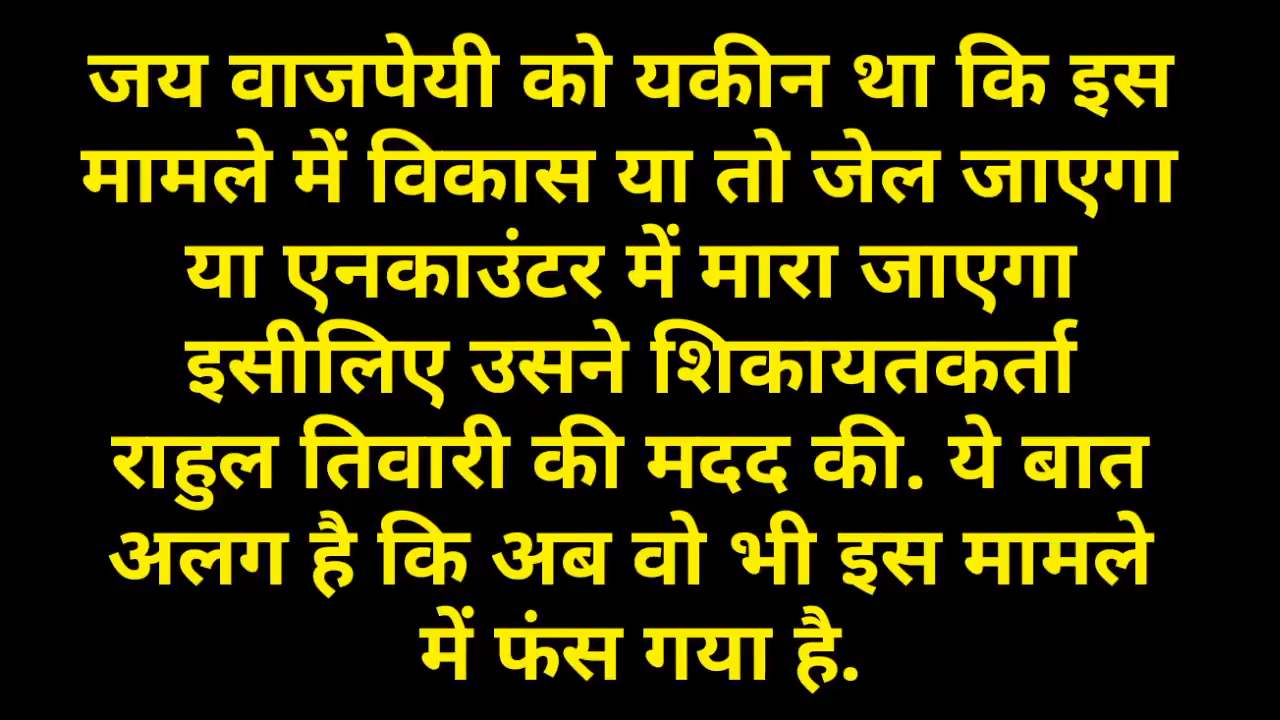 जय वाजपेयी को यकीन था कि इस
मामले में विकास या तो जेल जाएगा
या एनकाउंटर में मारा जाएगा
इसीलिए उसने शिकायतकर्ता
राहुल तिवारी की मदद की. ये बात
अलग है कि अब वो भी इस मामले
में फंस गया है.